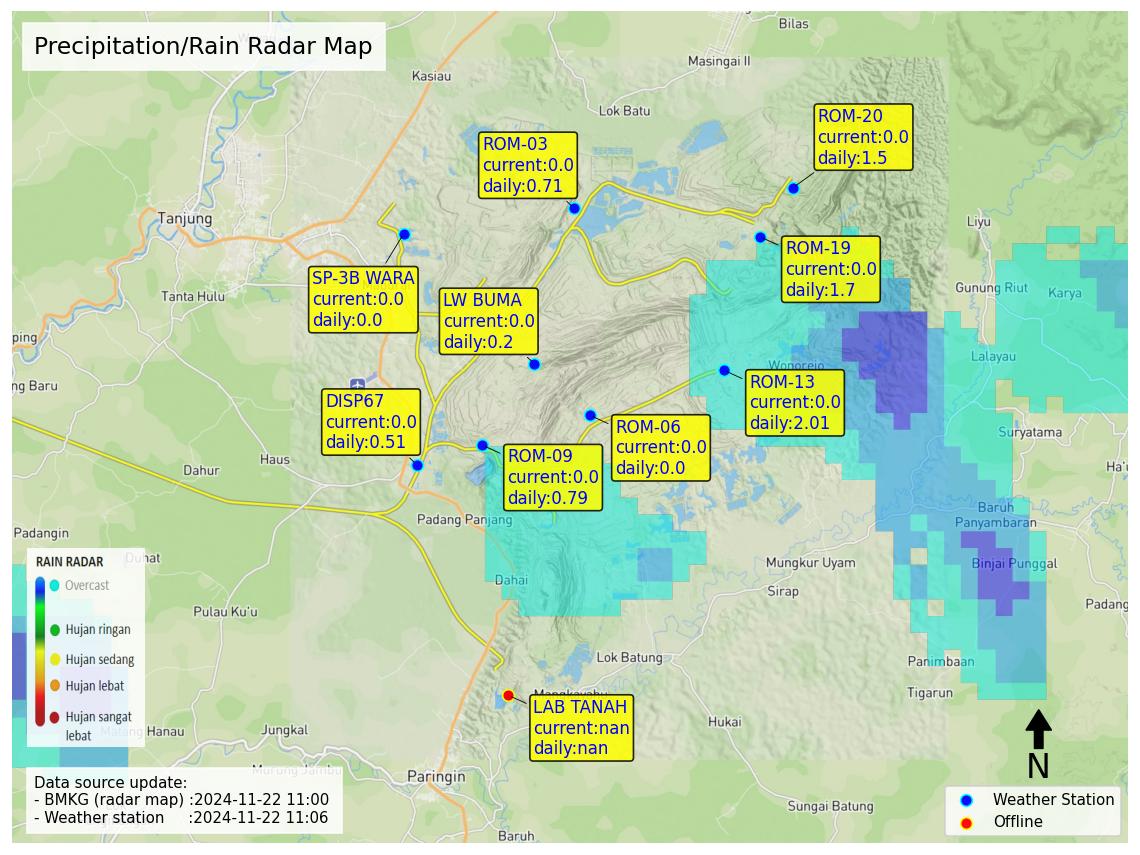 Precipitation/Rain Radar Map
Bilas
Masingai II
Kasiau
Lok Batu
ROM-20
current:0.0
daily:1.5
ROM-03
current:0.0
daily:0.71
Tanjung
Liyu
ROM-19
current:0.0
daily:1.7
SP-3B WARA
current:0.0
daily:0.0
LW BUMA
current:0.0
daily:0.2
Tanta Hulu
Gunung Riut
Karya
ping
Lalayau
Wonorejo
ng Baru
ROM-13
current:0.0
daily:2.01
DISP67
current:0.0
daily:0.51
ROM-06
current:0.0
daily:0.0
Suryatama
ROM-09
current:0.0
daily:0.79
Haus
Dahur
Ha'u
Padang Panjang
Baruh
Panyambaran
Padangin
Duhat
Mungkur Uyam
Binjai Punggal
Dahai
Sirap
Padang
Pulau Ku'u
RAIN RADAR
Overcast
Hujan ringan
Hujan sedang
Hujan lebat
Hujan sangat
lebat
Lok Batung
Panimbaan
Tigarun
Mangkayahu
LAB TANAH
current:nan
daily:nan
Hukai
Hanau
Jungkal
Murung Jambu
Paringin
N
Data source update:
- BMKG (radar map) :2024-11-22 11:00
- Weather station :2024-11-22 11:06
Sungai Batung
Baruh
Weather Station
Offline